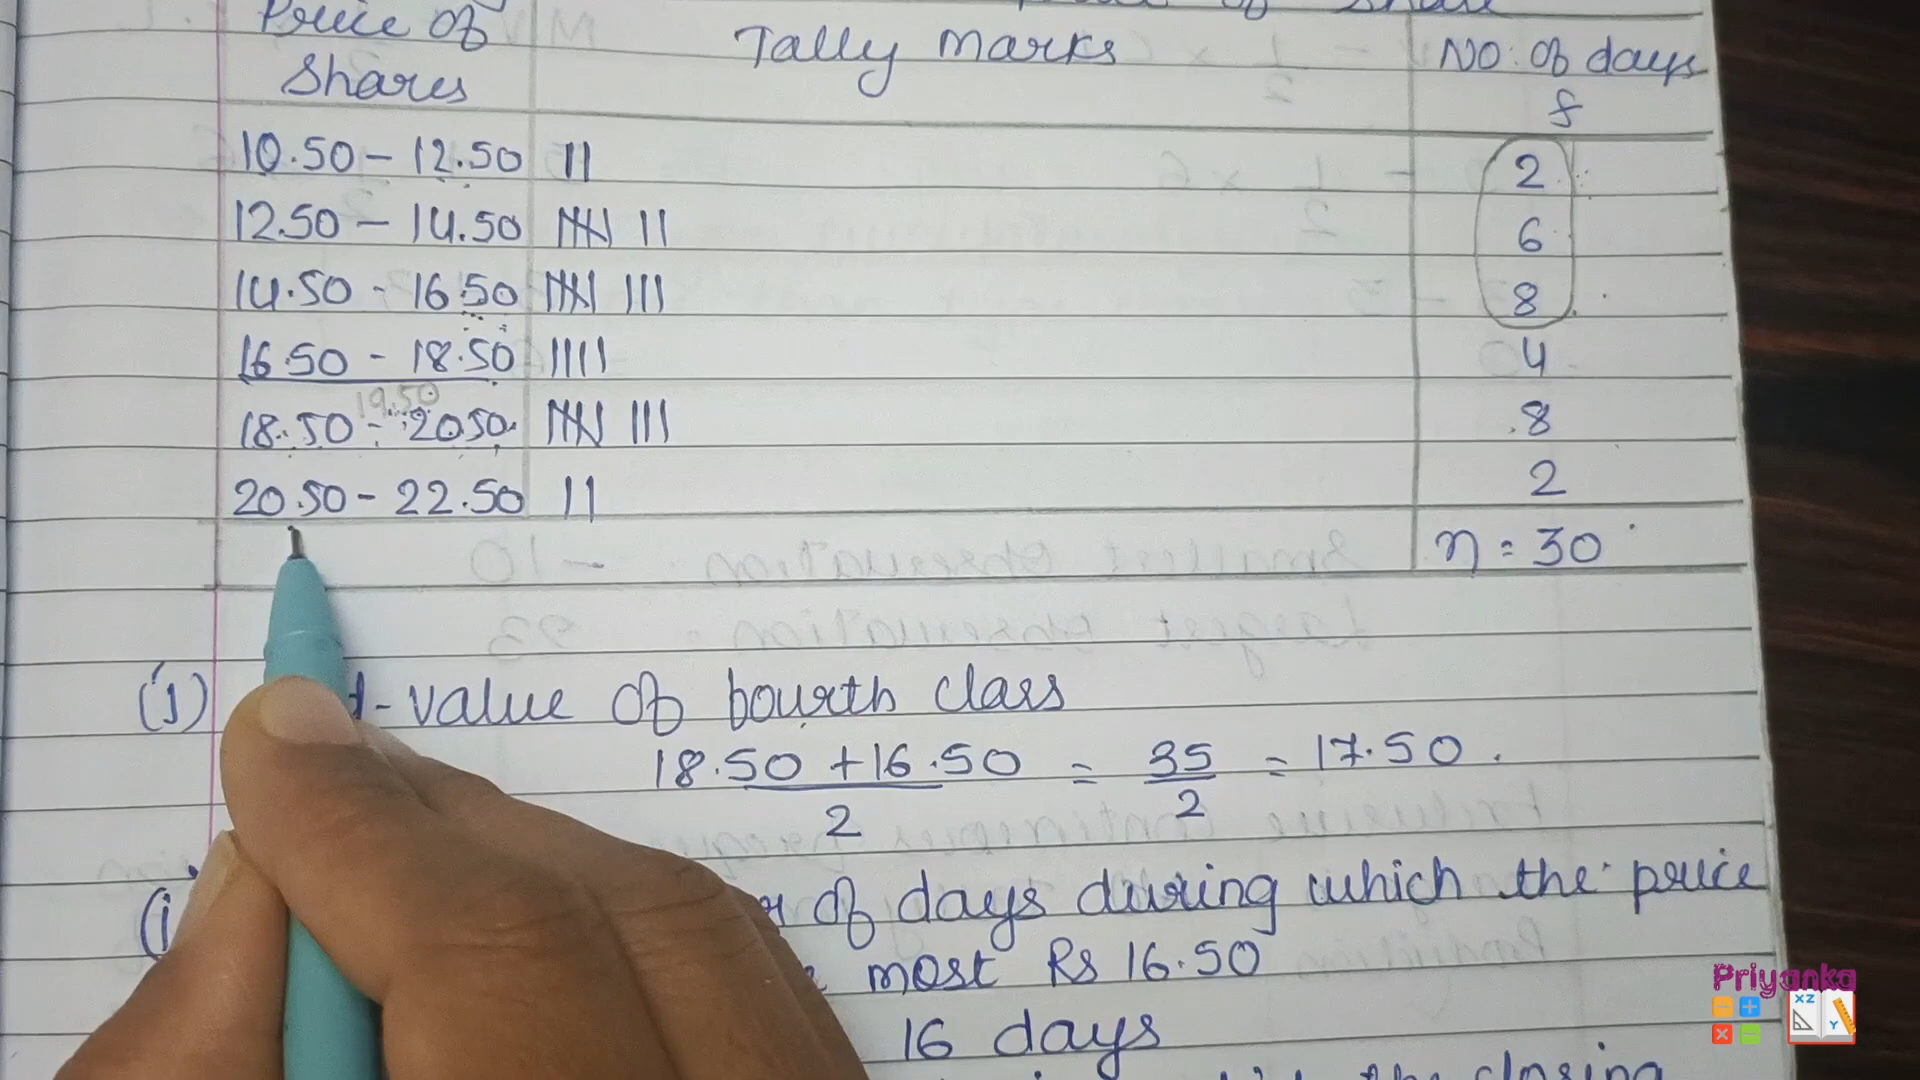 Price of
Shares
Tally marks
No. of days
f
10.50 - 12.50 || 2
12.50 - 14.50 |||| || 6
14.50 - 16.50 |||| ||| 8
16.50 - 18.50 |||| 4
19.50
18.50 - 20.50 |||| ||| 8
20.50 - 22.50 || 2
n = 30
(i) -value of fourth class
18.50 + 16.50 / 2 = 35 / 2 = 17.50.
of days during which the price
most Rs 16.50
16 days
closing
Priyanka
XZ
Y